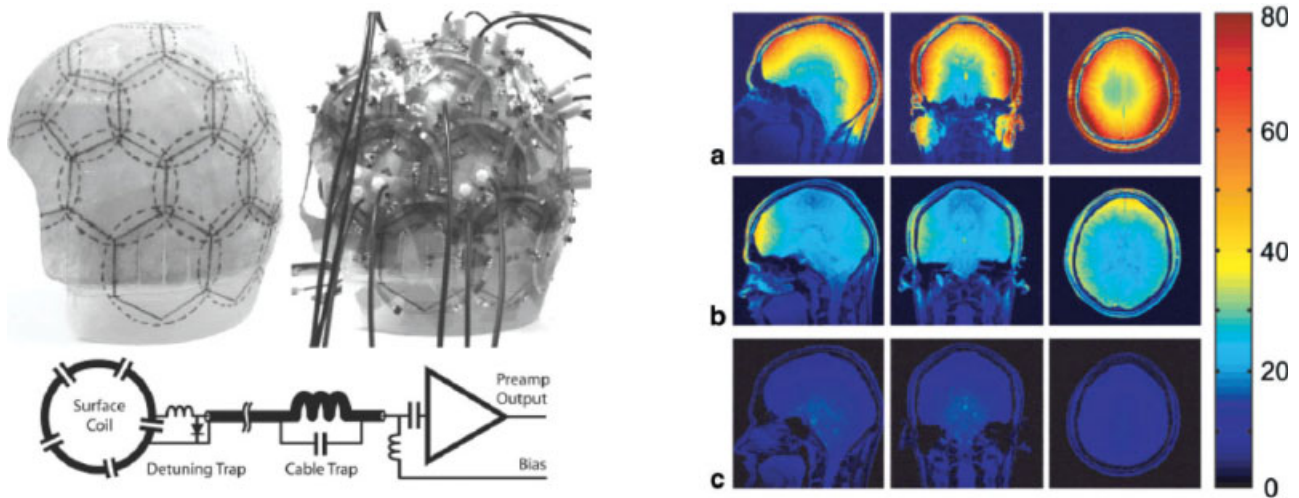 Surface
Coil
Detuning Trap
Cable Trap
Preamp
Output
Bias
a
b
c
80
60
40
20
0